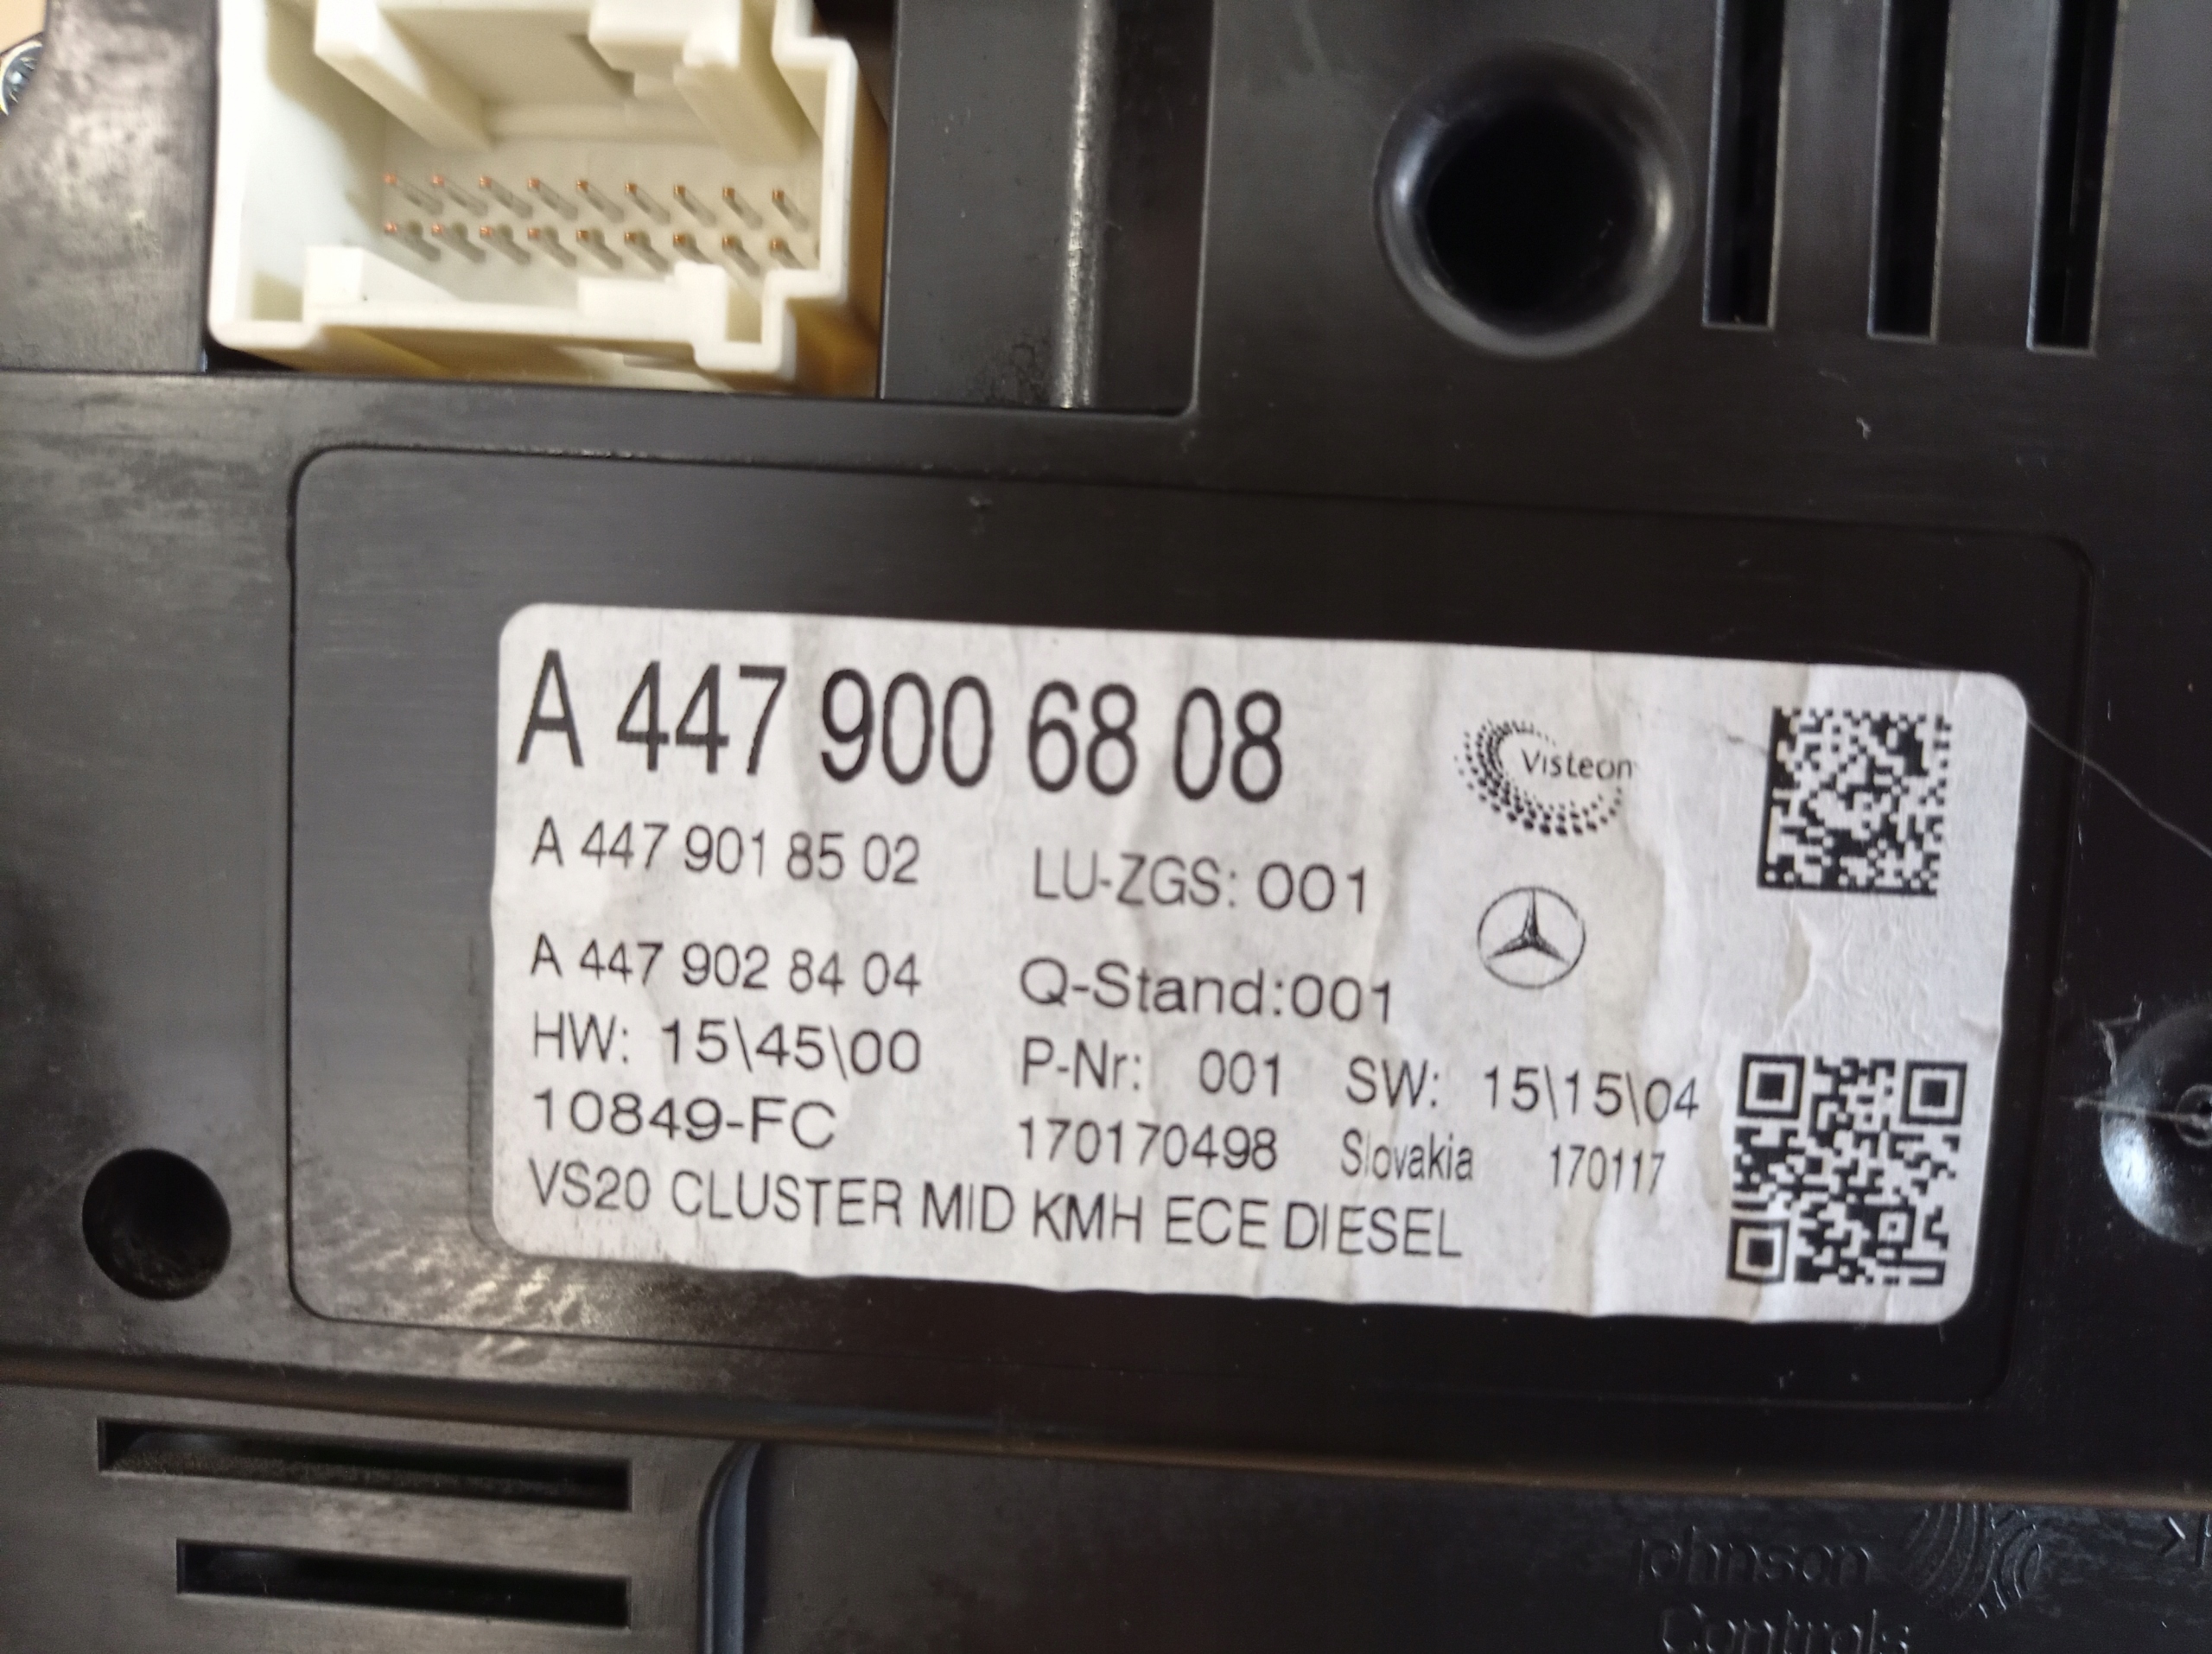 A 447 900 68 08
Visteon
A 447 901 85 02 LU-ZGS: 001
A 447 902 84 04 Q-Stand:001
HW: 15\45\00 P-Nr: 001 SW: 15\15\04
10849-FC 170170498 Slovakia 170117
VS20 CLUSTER MID KMH ECE DIESEL
Johnson
Controls